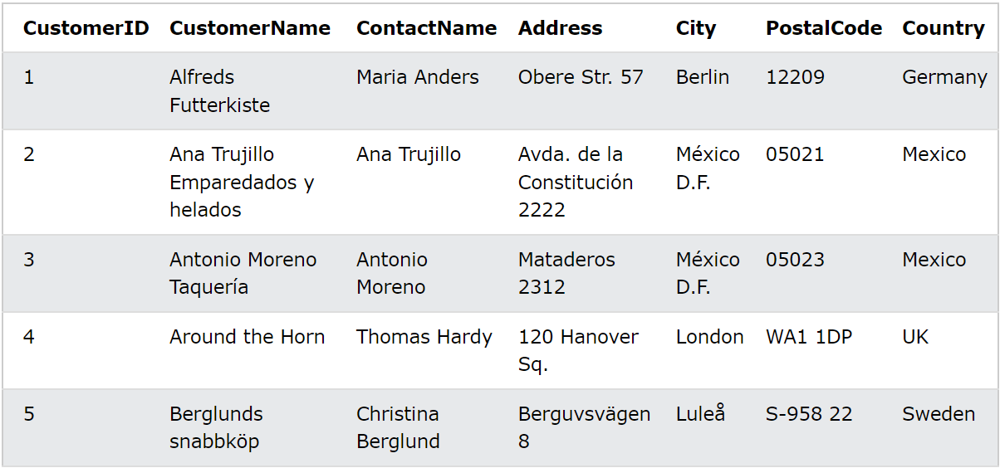 CustomerID CustomerName ContactName Address City PostalCode Country
1 Alfreds Maria Anders Obere Str. 57 Berlin 12209 Germany
Futterkiste
2 Ana Trujillo Ana Trujillo Avda. de la México 05021 Mexico
Emparedados y Constitución D.F.
helados 2222
3 Antonio Moreno Antonio Mataderos México 05023 Mexico
Taquería Moreno 2312 D.F.
4 Around the Horn Thomas Hardy 120 Hanover London WA1 1DP UK
Sq.
5 Berglunds Christina Berguvsvägen Luleå S-958 22 Sweden
snabbköp Berglund 8